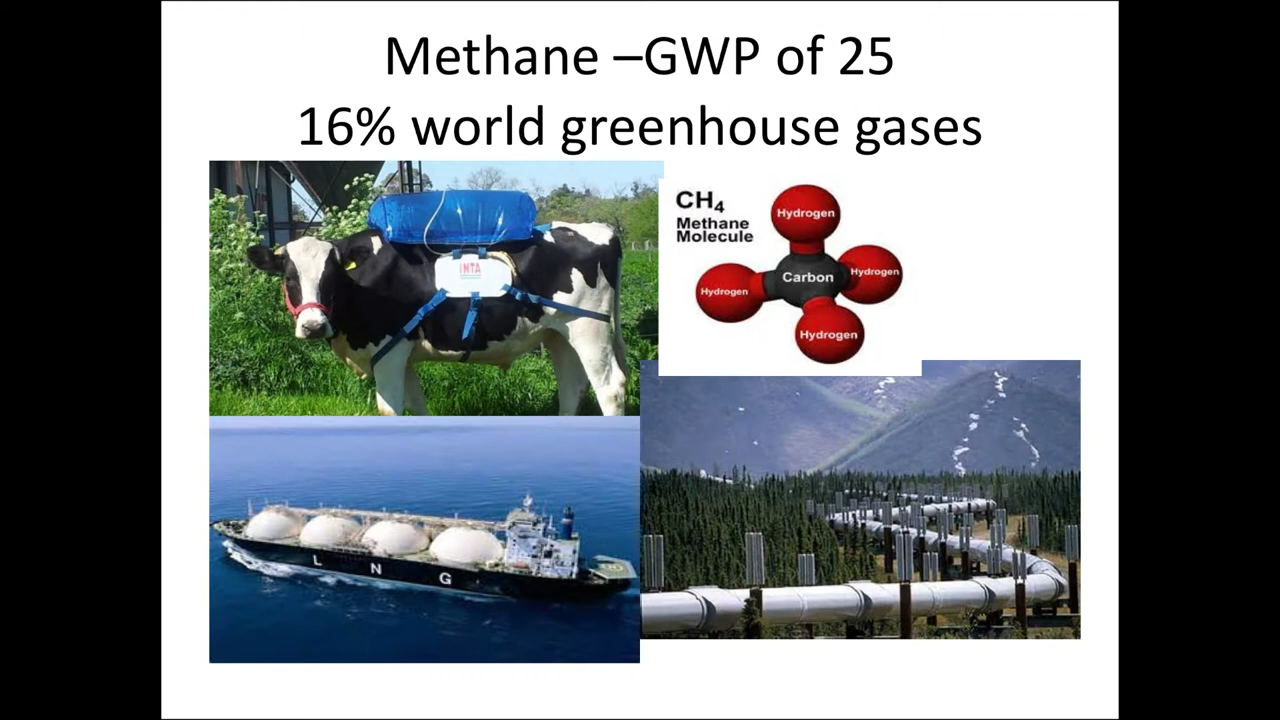 Methane –GWP of 25
16% world greenhouse gases
INTA
CH₄
Methane
Molecule
Hydrogen
Carbon
Hydrogen
Hydrogen
Hydrogen
L N G